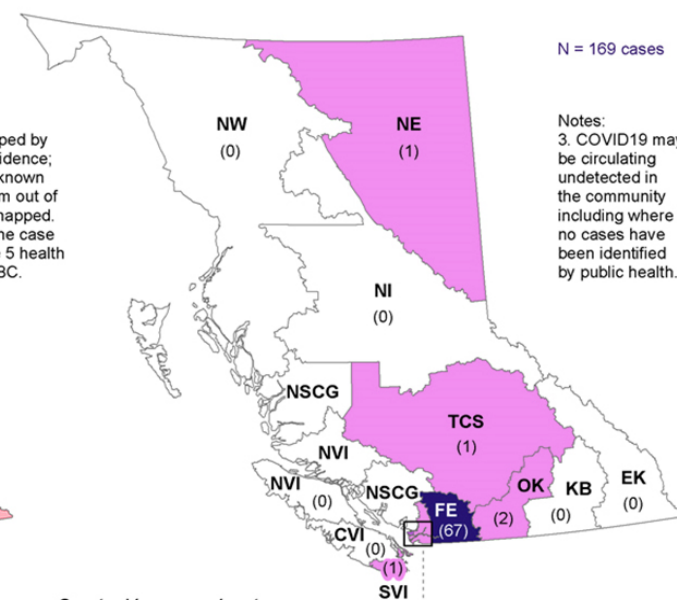 N = 169 cases
Notes:
3. COVID19 may
be circulating
undetected in
the community
including where
no cases have
been identified
by public health.
ped by
idence;
known
m out of
napped.
ne case
5 health
BC.
NW
(0)
NE
(1)
NI
(0)
NSCG
TCS
(1)
NVI
NVI
(0)
NSCG
FE
(67)
OK
(2)
KB
(0)
EK
(0)
CVI
(0)
(1)
SVI